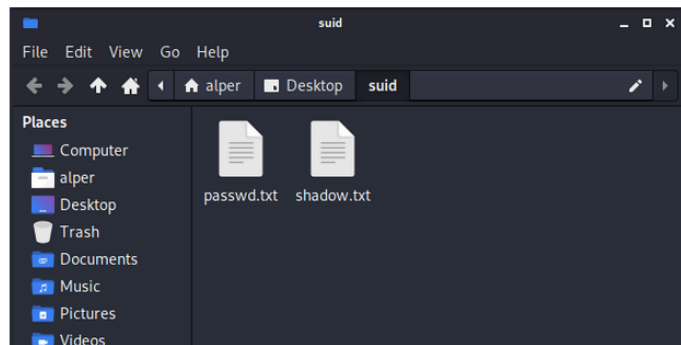 suid
File Edit View Go Help
alper Desktop suid
Places
Computer
alper
Desktop
Trash
Documents
Music
Pictures
Videos
passwd.txt shadow.txt